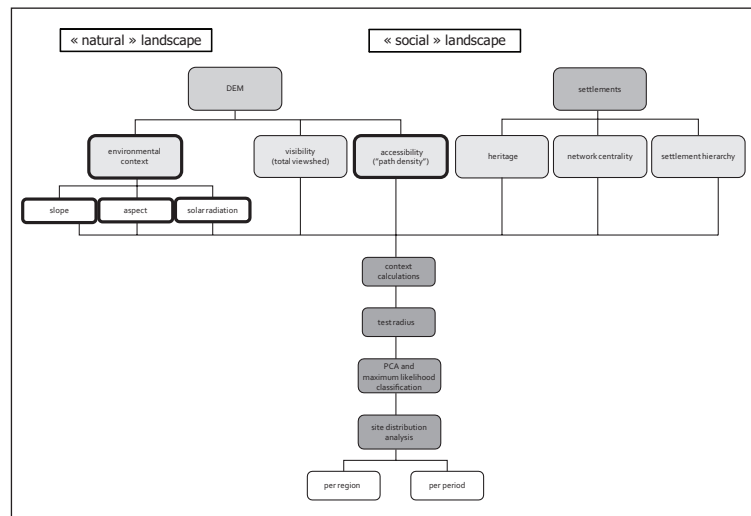 « natural » landscape
« social » landscape
DEM
settlements
environmental
context
visibility
(total viewshed)
accessibility
("path density")
heritage
network centrality
settlement hierarchy
slope
aspect
solar radiation
context
calculations
test radius
PCA and
maximum likelihood
classification
site distribution
analysis
per region
per period